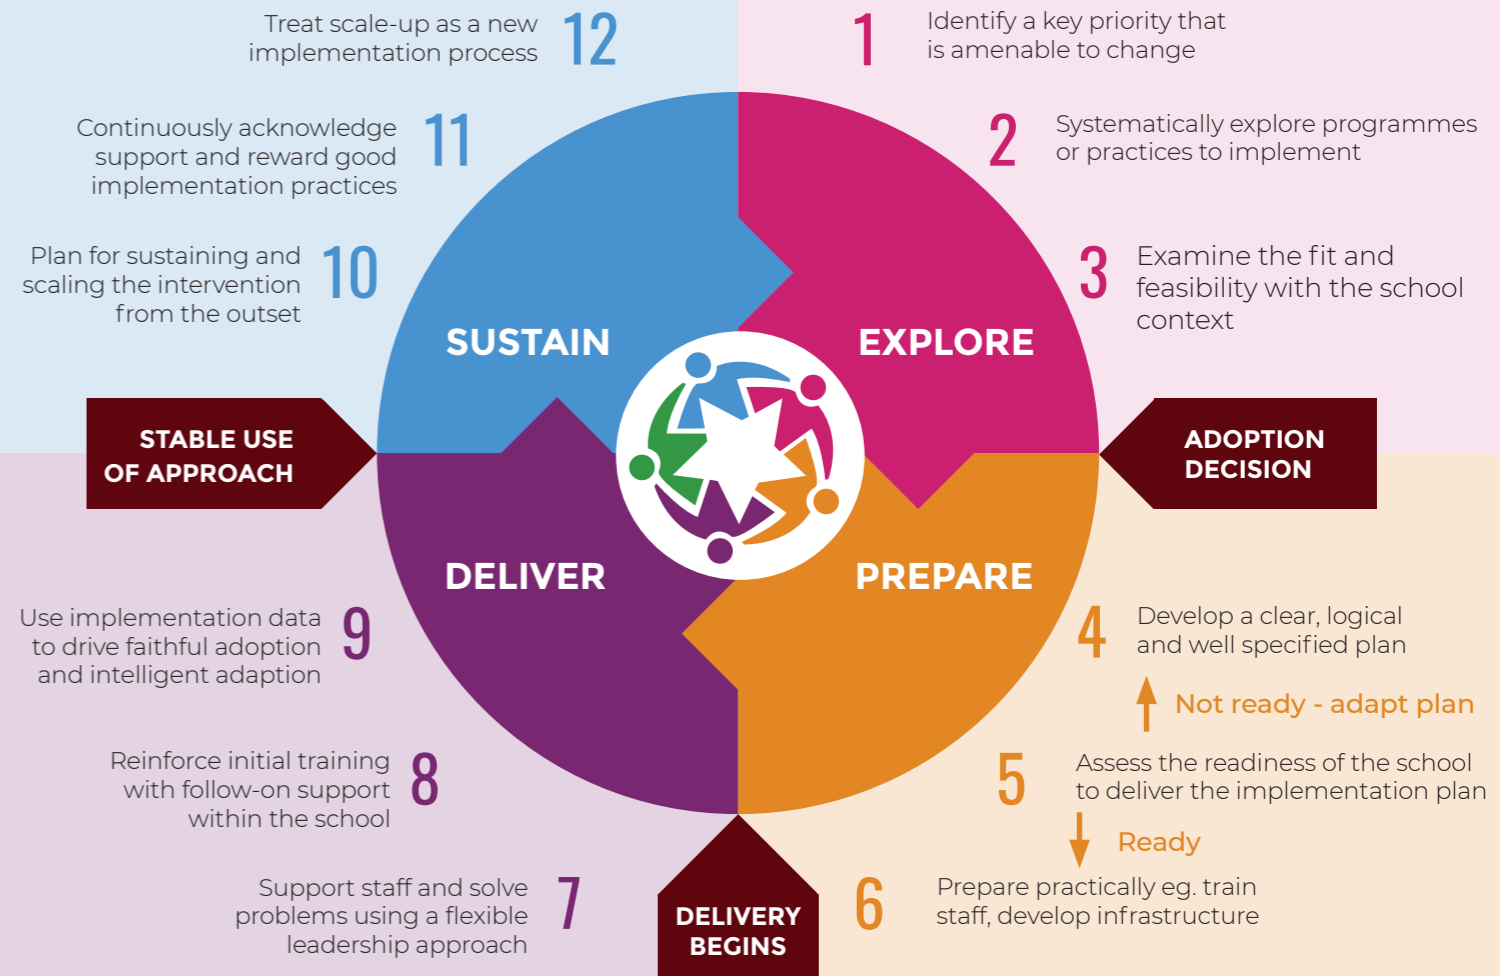 1
Identify a key priority that
is amenable to change
2
Systematically explore programmes
or practices to implement
3
Examine the fit and
feasibility with the school
context
EXPLORE
ADOPTION
DECISION
PREPARE
4
Develop a clear, logical
and well specified plan
Not ready - adapt plan
5
Assess the readiness of the school
to deliver the implementation plan
Ready
6
Prepare practically eg. train
staff, develop infrastructure
DELIVERY
BEGINS
DELIVER
7
Support staff and solve
problems using a flexible
leadership approach
8
Reinforce initial training
with follow-on support
within the school
9
Use implementation data
to drive faithful adoption
and intelligent adaption
STABLE USE
OF APPROACH
SUSTAIN
10
Plan for sustaining and
scaling the intervention
from the outset
11
Continuously acknowledge
support and reward good
implementation practices
12
Treat scale-up as a new
implementation process